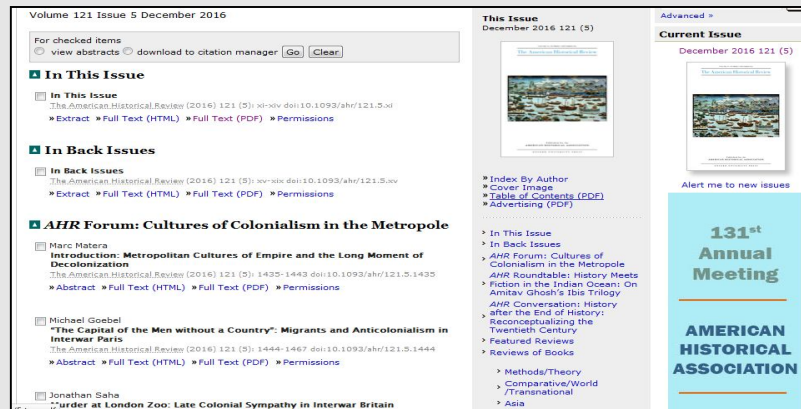 Volume 121 Issue 5 December 2016
For checked items
view abstracts download to citation manager Go Clear
In This Issue
In This Issue
The American Historical Review (2016) 121 (5): xi-xiv doi:10.1093/ahr/121.5.xi
»Extract »Full Text (HTML) »Full Text (PDF) »Permissions
In Back Issues
In Back Issues
The American Historical Review (2016) 121 (5): xv-xix doi:10.1093/ahr/121.5.xv
»Extract »Full Text (HTML) »Full Text (PDF) »Permissions
AHR Forum: Cultures of Colonialism in the Metropole
Marc Matera
Introduction: Metropolitan Cultures of Empire and the Long Moment of
Decolonization
The American Historical Review (2016) 121 (5): 1435-1443 doi:10.1093/ahr/121.5.1435
»Abstract »Full Text (HTML) »Full Text (PDF) »Permissions
Michael Goebel
"The Capital of the Men without a Country": Migrants and Anticolonialism in
Interwar Paris
The American Historical Review (2016) 121 (5): 1444-1467 doi:10.1093/ahr/121.5.1444
»Abstract »Full Text (HTML) »Full Text (PDF) »Permissions
Jonathan Saha
Murder at London Zoo: Late Colonial Sympathy in Interwar Britain
This Issue
December 2016 121 (5)
The American Historical Review
»Index By Author
»Cover Image
»Table of Contents (PDF)
»Advertising (PDF)
› In This Issue
› In Back Issues
› AHR Forum: Cultures of
Colonialism in the Metropole
AHR Roundtable: History Meets
› Fiction in the Indian Ocean: On
Amitav Ghosh's Ibis Trilogy
AHR Conversation: History
› after the End of History:
Reconceptualizing the
Twentieth Century
› Featured Reviews
› Reviews of Books
› Methods/Theory
› Comparative/World
/Transnational
› Asia
Advanced »
Current Issue
December 2016 121 (5)
The American Historical Review
Alert me to new issues
131st
Annual
Meeting
AMERICAN
HISTORICAL
ASSOCIATION